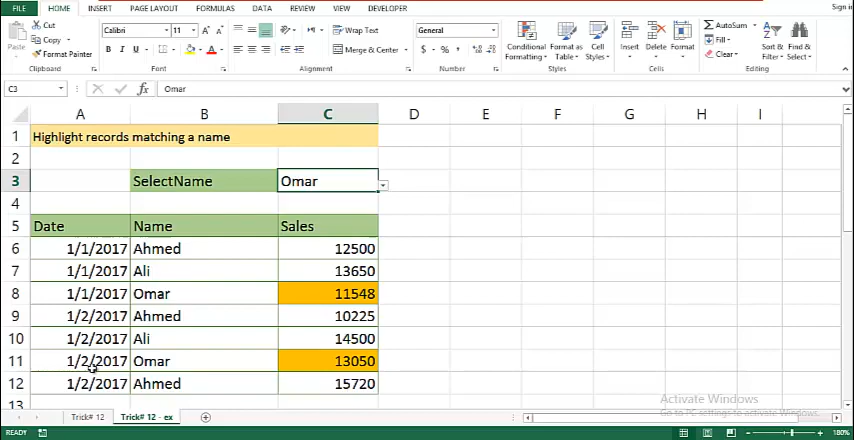 FILE HOME INSERT PAGE LAYOUT FORMULAS DATA REVIEW VIEW DEVELOPER Sign in
Cut
Copy
Format Painter
Paste
Clipboard
Calibri 11
B I U
Font
Wrap Text
Merge & Center
Alignment
General
$ % ,
Number
Conditional Formatting
Format as Table
Cell Styles
Styles
Insert Delete Format
Cells
AutoSum
Fill
Clear
Sort & Filter
Find & Select
Editing
C3 fx Omar
A B C D E F G H I
1 Highlight records matching a name
2
3 SelectName Omar
4
5 Date Name Sales
6 1/1/2017 Ahmed 12500
7 1/1/2017 Ali 13650
8 1/1/2017 Omar 11548
9 1/2/2017 Ahmed 10225
10 1/2/2017 Ali 14500
11 1/2/2017 Omar 13050
12 1/2/2017 Ahmed 15720
13
Activate Windows
Go to PC settings to activate Windows.
Trick# 12 Trick# 12 - ex
READY 180%